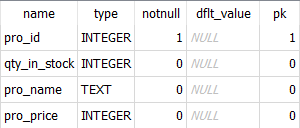 name type notnull dflt_value pk
pro_id INTEGER 1 NULL 1
qty_in_stock INTEGER 0 NULL 0
pro_name TEXT 0 NULL 0
pro_price INTEGER 0 NULL 0